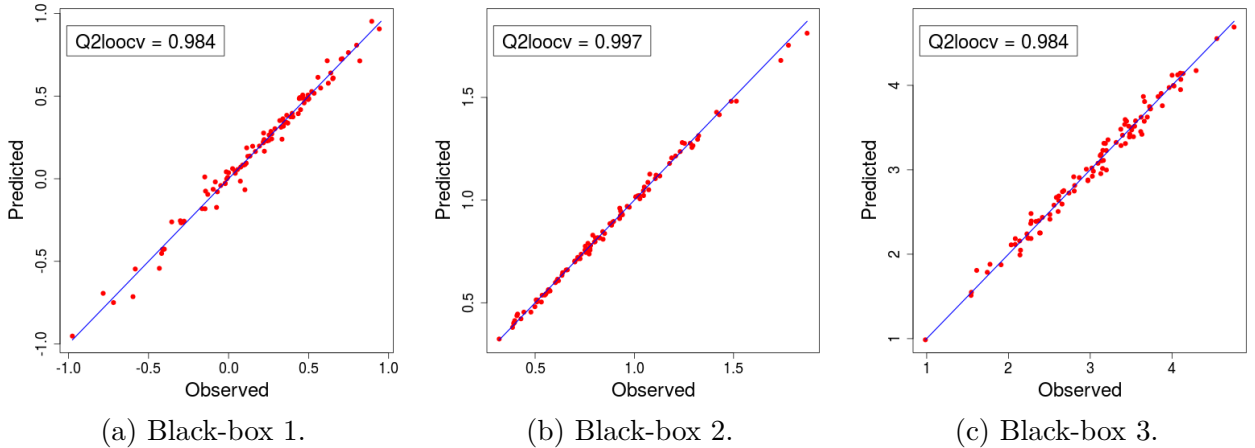 Q2loocv = 0.984
Predicted
1.0
0.5
0.0
-0.5
-1.0
-1.0 -0.5 0.0 0.5 1.0
Observed
(a) Black-box 1.
Q2loocv = 0.997
Predicted
1.5
1.0
0.5
0.5 1.0 1.5
Observed
(b) Black-box 2.
Q2loocv = 0.984
Predicted
4
3
2
1
1 2 3 4
Observed
(c) Black-box 3.